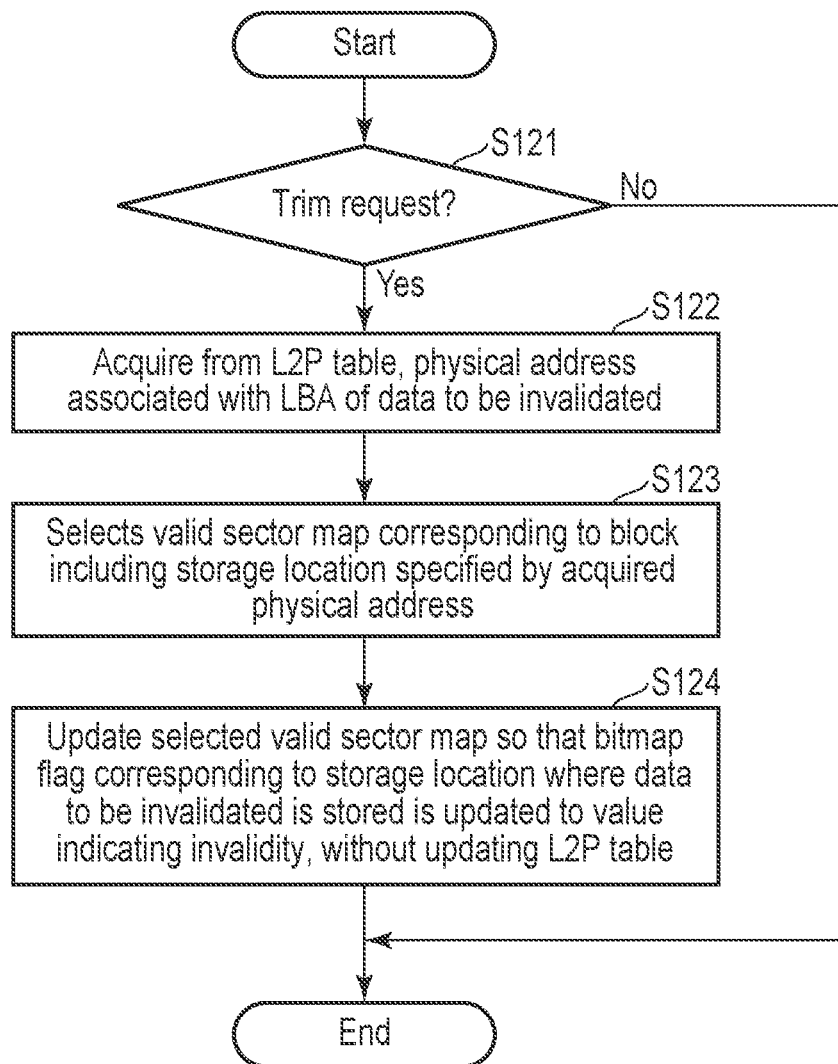 Start
S121
Trim request?
No
Yes
S122
Acquire from L2P table, physical address
associated with LBA of data to be invalidated
S123
Selects valid sector map corresponding to block
including storage location specified by acquired
physical address
S124
Update selected valid sector map so that bitmap
flag corresponding to storage location where data
to be invalidated is stored is updated to value
indicating invalidity, without updating L2P table
End